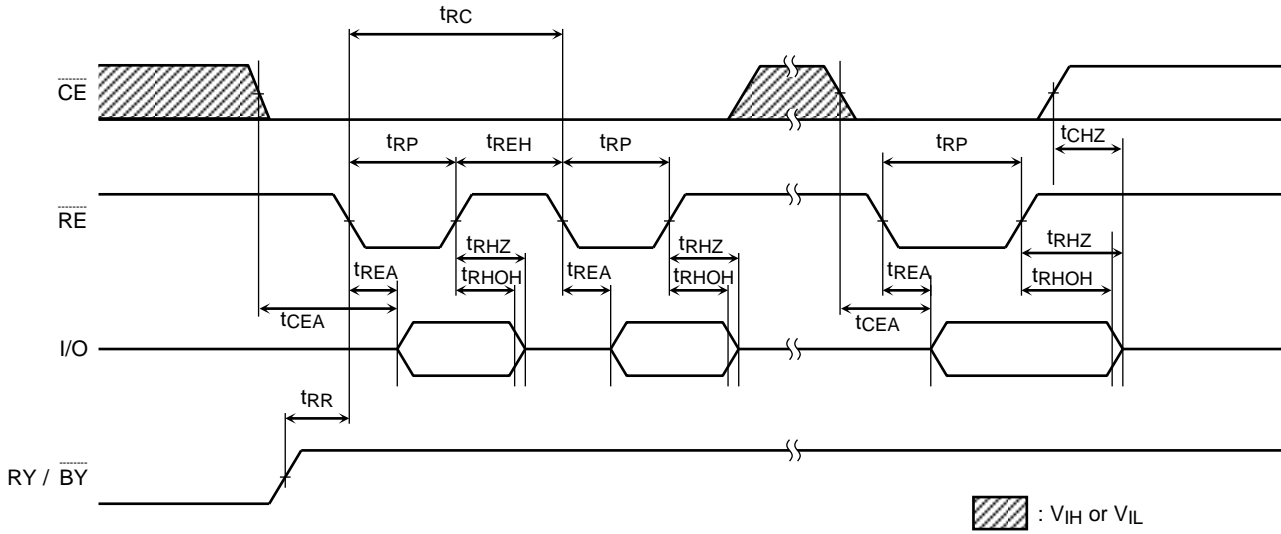 tRC
CE
tRP tREH tRP tRP tCHZ
RE
tRHZ tRHZ tRHZ
tREA tRHOH tREA tRHOH tREA tRHOH
tCEA tCEA
I/O
tRR
RY / BY
: VIH or VIL